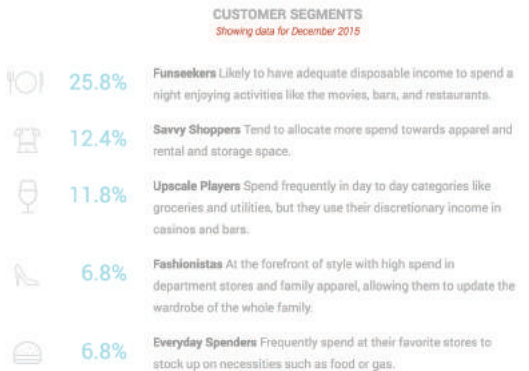 CUSTOMER SEGMENTS
Showing data for December 2015
25.8%
Funseekers Likely to have adequate disposable income to spend a
night enjoying activities like the movies, bars, and restaurants.
12.4%
Savvy Shoppers Tend to allocate more spend towards apparel and
rental and storage space.
11.8%
Upscale Players Spend frequently in day to day categories like
groceries and utilities, but they use their discretionary income in
casinos and bars.
6.8%
Fashionistas At the forefront of style with high spend in
department stores and family apparel, allowing them to update the
wardrobe of the whole family.
6.8%
Everyday Spenders Frequently spend at their favorite stores to
stock up on necessities such as food or gas.